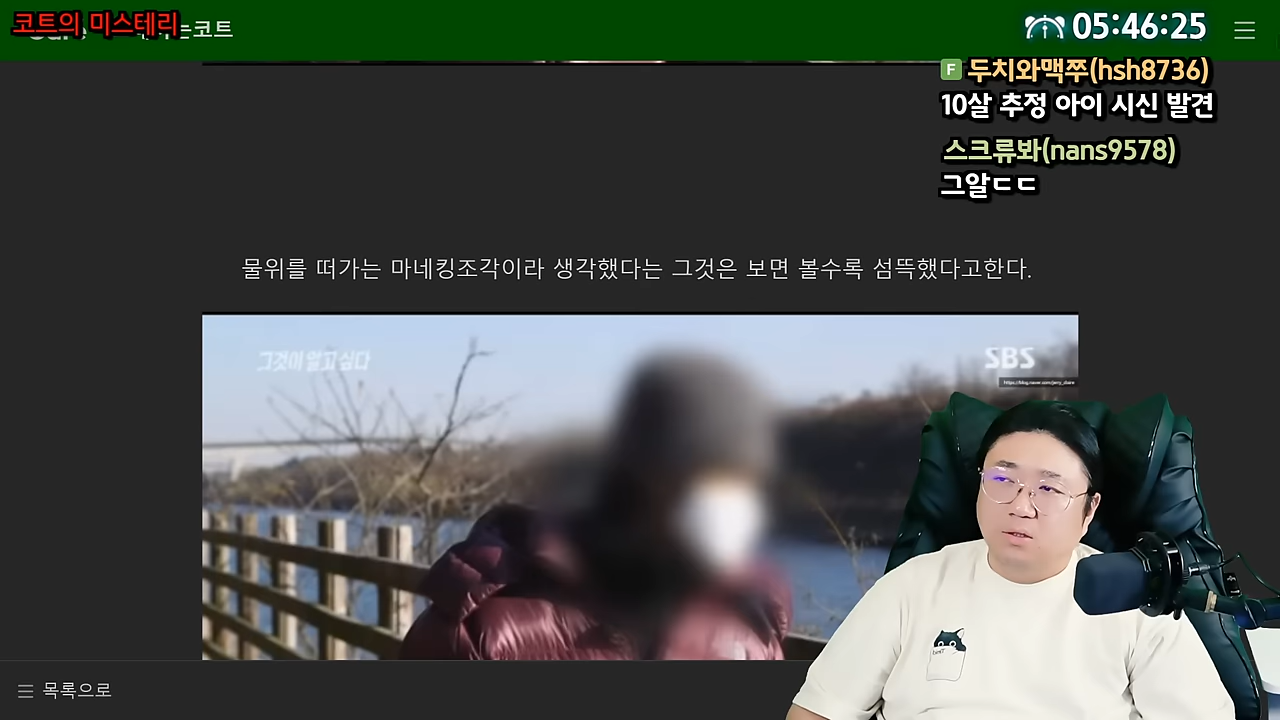 코트의 미스테리
는코트
05:46:25
F 두치와맥쭈(hsh8736)
10살 추정 아이 시신 발견
스크류봐(nans9578)
그알ㄷㄷ
물위를 떠가는 마네킹조각이라 생각했다는 그것은 보면 볼수록 섬뜩했다고한다.
그것이 알고 싶다
SBS
목록으로